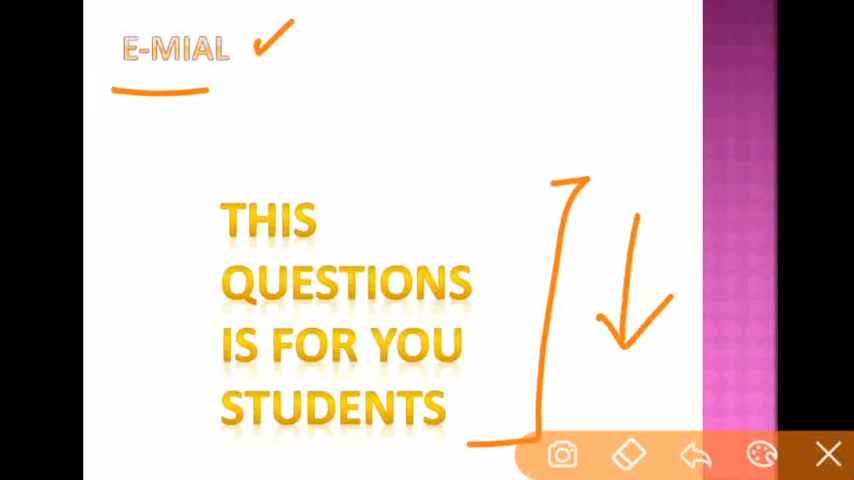 E-MIAL
THIS
QUESTIONS
IS FOR YOU
STUDENTS